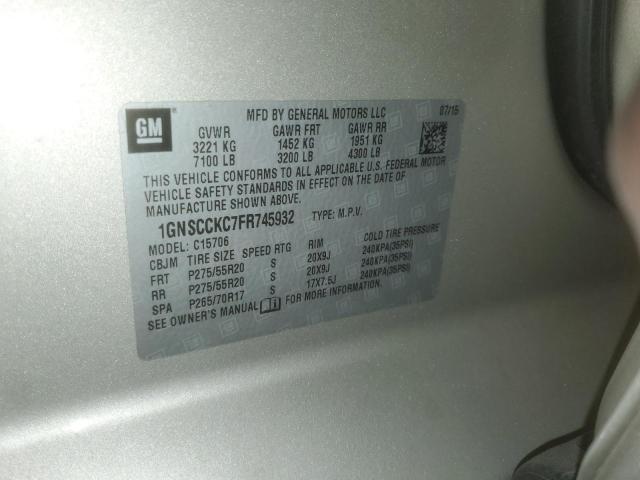 GM
MFD BY GENERAL MOTORS LLC 07/15
GVWR GAWR FRT GAWR RR
3221 KG 1452 KG 1951 KG
7100 LB 3200 LB 4300 LB
THIS VEHICLE CONFORMS TO ALL APPLICABLE U.S. FEDERAL MOTOR
VEHICLE SAFETY STANDARDS IN EFFECT ON THE DATE OF
MANUFACTURE SHOWN ABOVE.
1GNSCCKC7FR745932 TYPE: M.P.V.
MODEL: C15706
CBJM TIRE SIZE SPEED RTG RIM COLD TIRE PRESSURE
FRT P275/55R20 S 20X9J 240KPA(35PSI)
RR P275/55R20 S 20X9J 240KPA(35PSI)
SPA P265/70R17 S 17X7.5J 240KPA(35PSI)
SEE OWNER'S MANUAL FOR MORE INFORMATION.